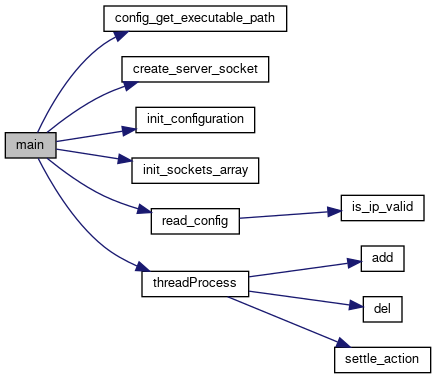 config_get_executable_path
create_server_socket
main
init_configuration
init_sockets_array
read_config
is_ip_valid
threadProcess
add
del
settle_action